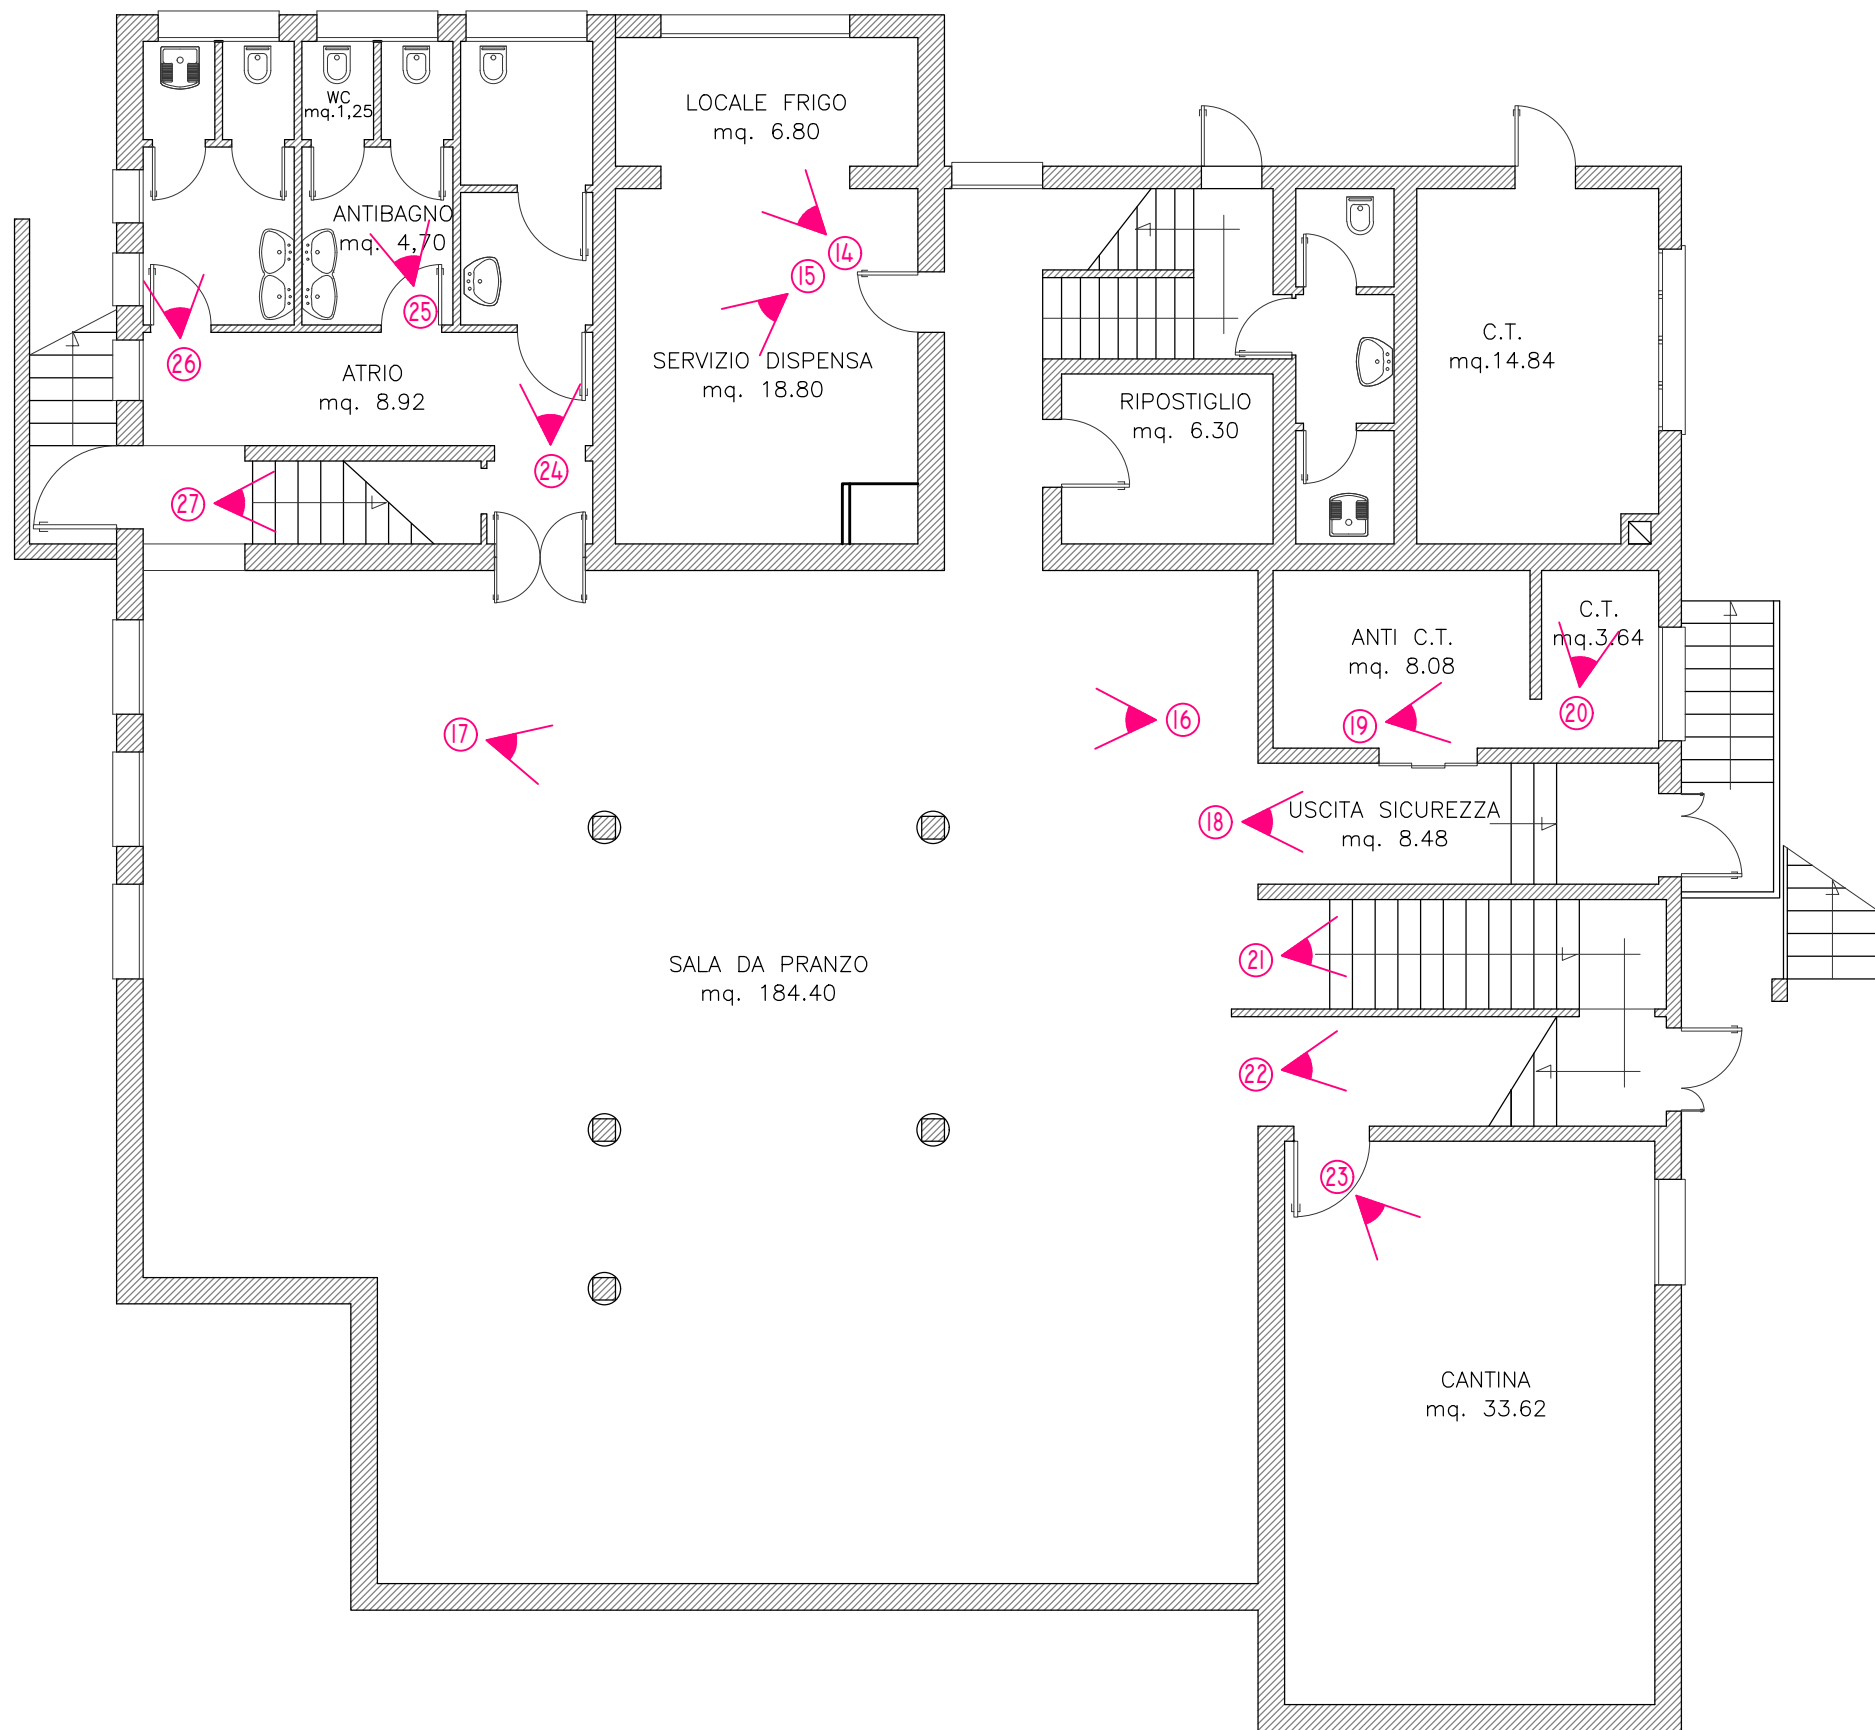 WC
mq.1,25
LOCALE FRIGO
mq. 6.80
ANTIBAGNO
mq. 4,70
14
15
25
26
ATRIO
mq. 8.92
SERVIZIO DISPENSA
mq. 18.80
C.T.
mq.14.84
RIPOSTIGLIO
mq. 6.30
24
27
C.T.
mq.3.64
ANTI C.T.
mq. 8.08
17
16
19
20
18
USCITA SICUREZZA
mq. 8.48
SALA DA PRANZO
mq. 184.40
21
22
23
CANTINA
mq. 33.62